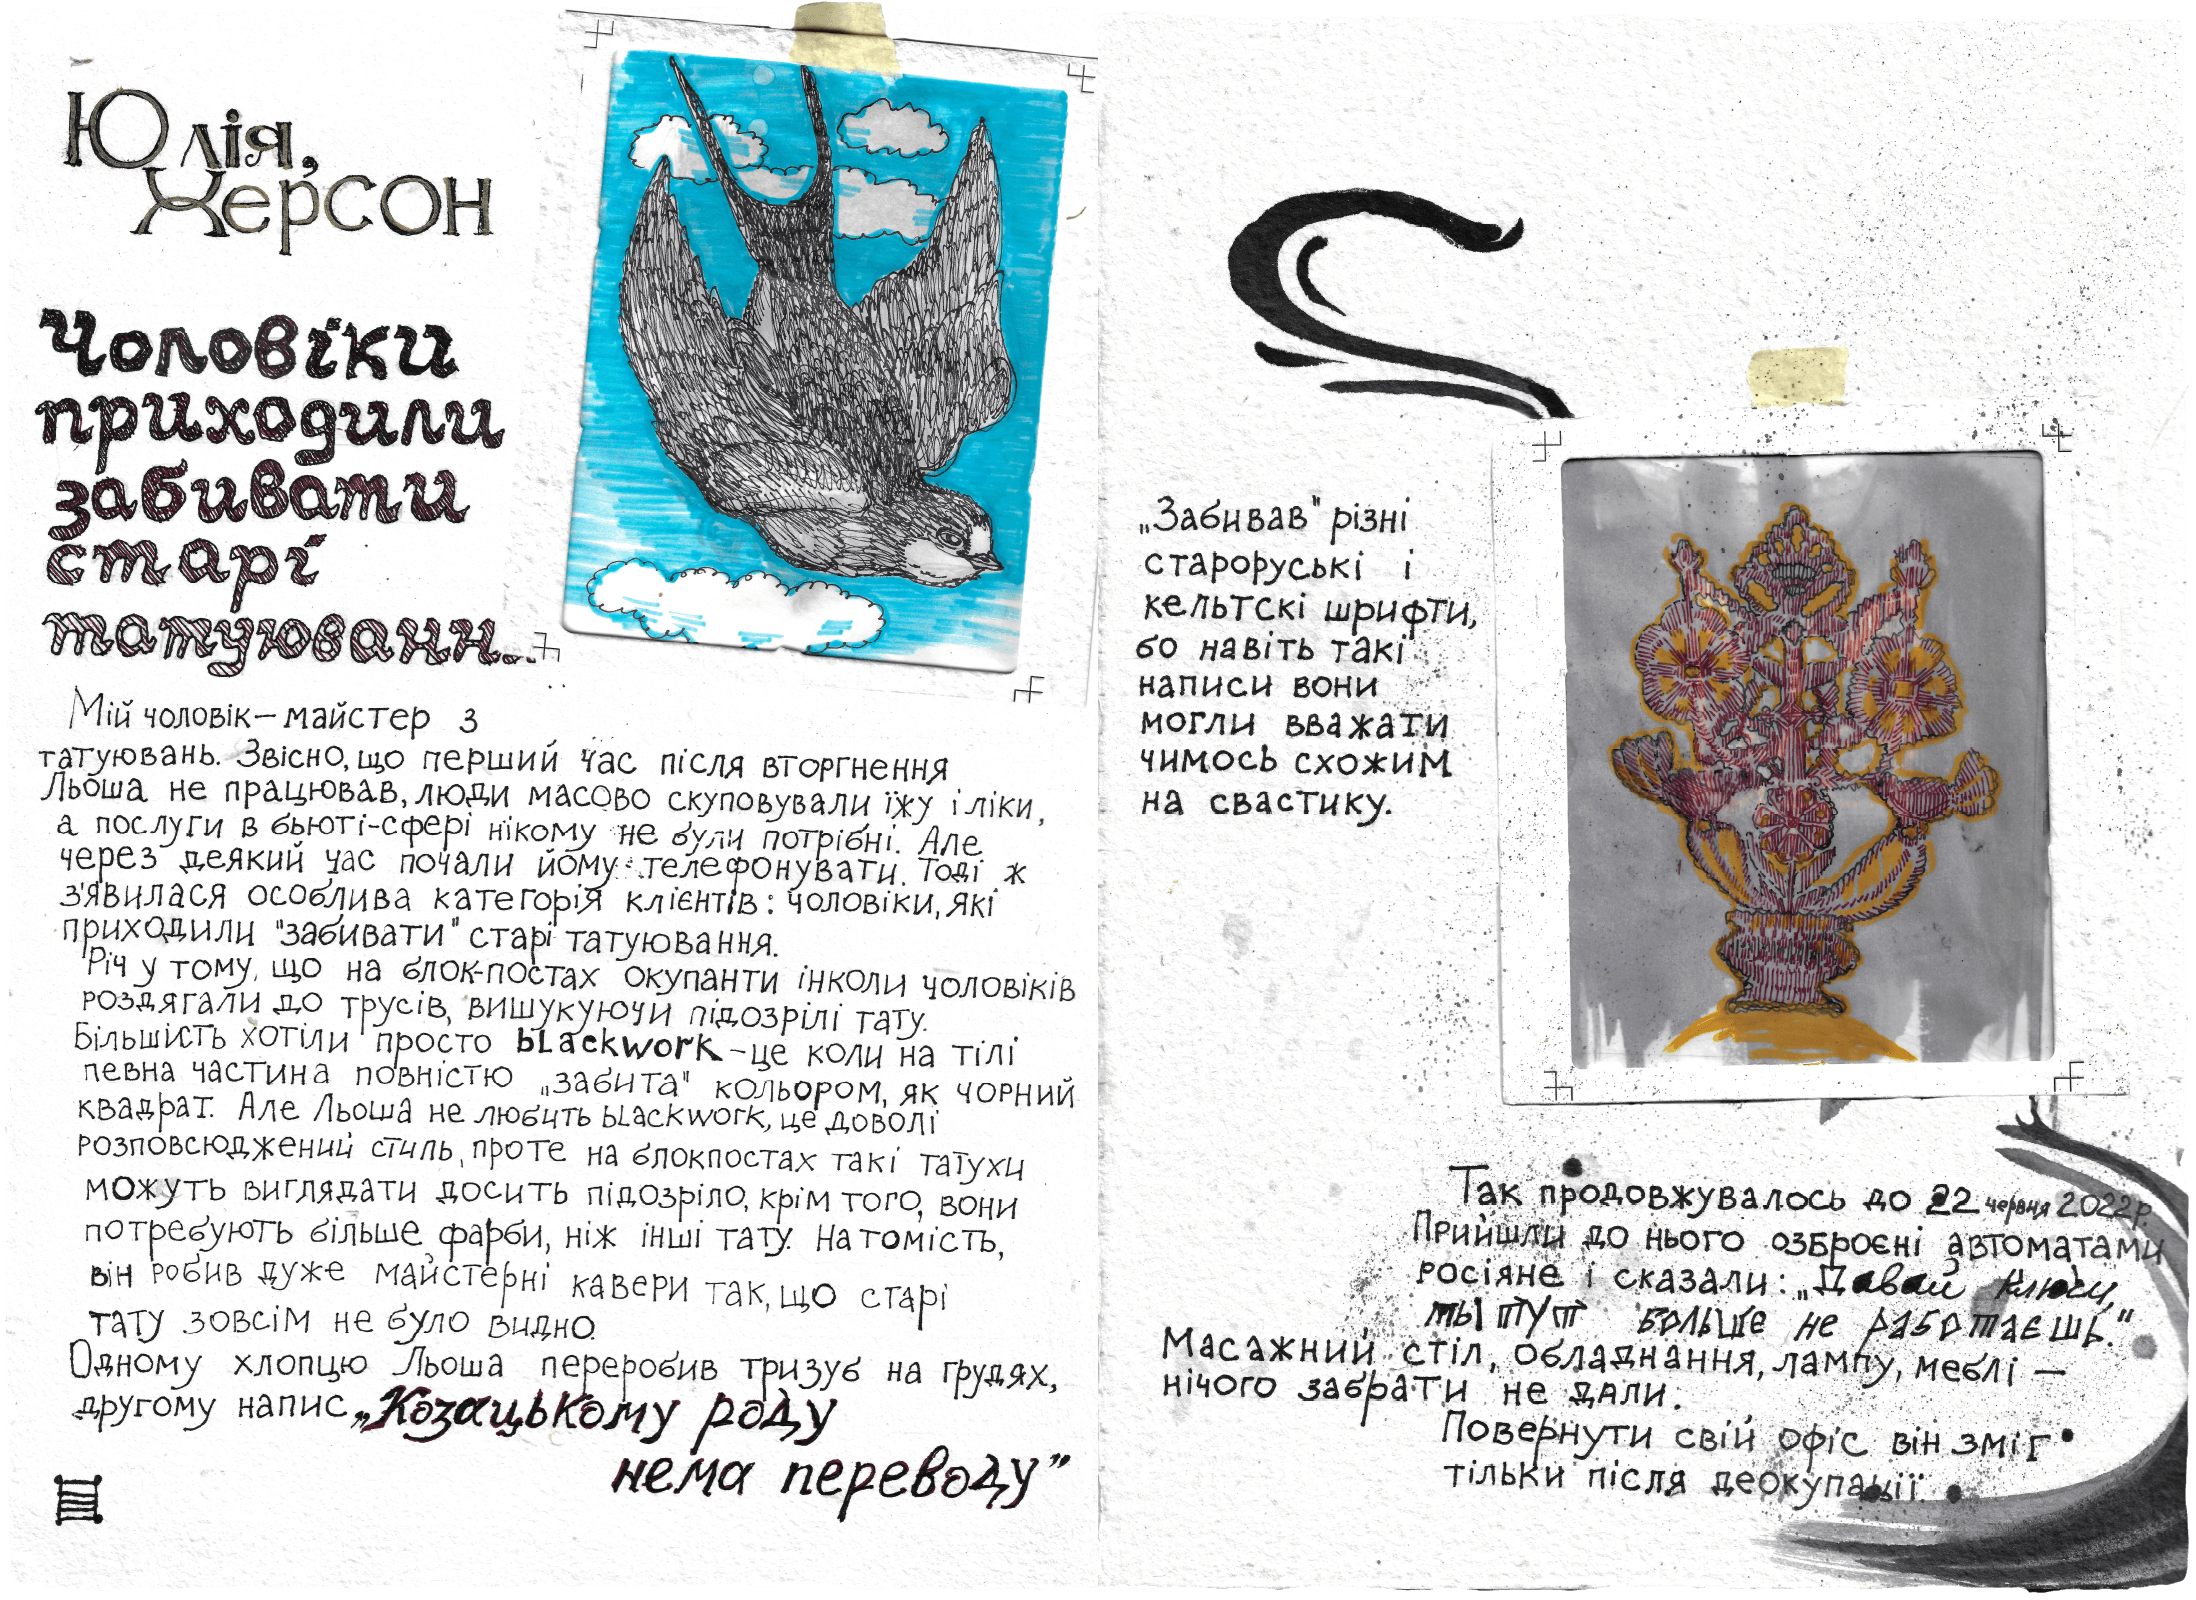 Юлія,
Херсон
Чоловіки
приходили
забивати
старі
татуюванн...
Мій чоловік – майстер з
татуювань. Звісно, що перший час після вторгнення
Льоша не працював, люди масово скуповували їжу і ліки,
а послуги в бьюті-сфері нікому не були потрібні. Але
через деякий час почали йому телефонувати. Тоді ж
з'явилася особлива категорія клієнтів: чоловіки, які
приходили "забивати" старі татуювання.
Річ у тому, що на блок-постах окупанти інколи чоловіків
роздягали до трусів, вишукуючи підозрілі тату.
Більшість хотіли просто blackwork – це коли на тілі
певна частина повністю „забита" кольором, як чорний
квадрат. Але Льоша не любить blackwork, це доволі
розповсюджений стиль, проте на блокпостах такі татухи
можуть виглядати досить підозріло, крім того, вони
потребують більше фарби, ніж інші тату. Натомість,
він робив дуже майстерні кавери так, що старі
тату зовсім не було видно.
Одному хлопцю Льоша переробив тризуб на грудях,
другому напис „Козацькому роду
нема переводу”
„Забивав" різні
староруські і
кельтскі шрифти,
бо навіть такі
написи вони
могли вважати
чимось схожим
на свастику.
Так продовжувалось до 22 червня 2022р.
Прийшли до нього озброєні автоматами
росіяне і сказали: „Давай ключи,
ты тут больше не работаєшь."
Масажний стіл, обладнання, лампу, меблі –
нічого забрати не дали.
Повернути свій офіс він зміг
тільки після деокупації.